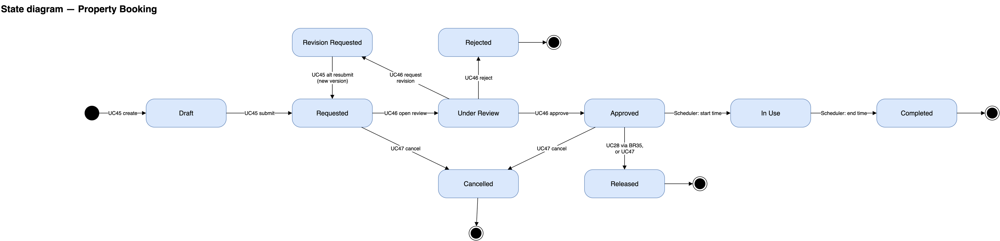 State diagram — Property Booking
Revision Requested
Rejected
UC45 alt resubmit
(new version)
UC46 request
revision
UC46 reject
UC45 create
Draft
UC45 submit
Requested
UC46 open review
Under Review
UC46 approve
Approved
Scheduler: start time
In Use
Scheduler: end time
Completed
UC47 cancel
UC47 cancel
UC28 via BR35,
or UC47
Cancelled
Released